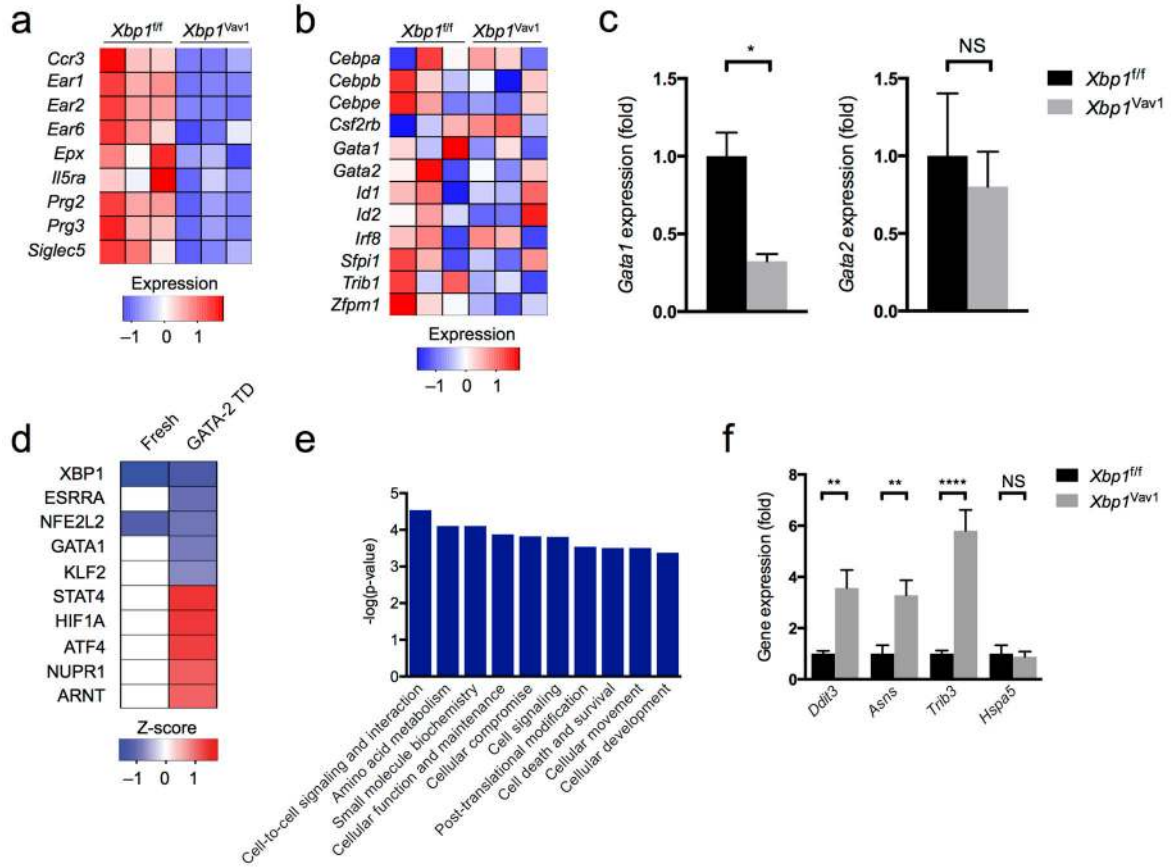 a
Xbp1f/f Xbp1Vav1
Ccr3
Ear1
Ear2
Ear6
Epx
Il5ra
Prg2
Prg3
Siglec5
Expression
–1 0 1
b
Xbp1f/f Xbp1Vav1
Cebpa
Cebpb
Cebpe
Csf2rb
Gata1
Gata2
Id1
Id2
Irf8
Sfpi1
Trib1
Zfpm1
Expression
–1 0 1
c
Gata1 expression (fold)
1.5
1.0
0.5
0.0
*
Gata2 expression (fold)
1.5
1.0
0.5
0.0
NS
Xbp1f/f
Xbp1Vav1
d
Fresh
GATA-2 TD
XBP1
ESRRA
NFE2L2
GATA1
KLF2
STAT4
HIF1A
ATF4
NUPR1
ARNT
Z-score
–1 0 1
e
-log(p-value)
5
4
3
2
4
1
0
Cell-to-cell signaling and interaction
Amino acid metabolism
Small molecule biochemistry
Cellular function and maintenance
Cellular compromise
Cell signaling
Post-translational modification
Cell death and survival
Cellular movement
Cellular development
f
Gene expression (fold)
8
6
4
2
0
** ** **** NS
Ddit3
Asns
Trib3
Hspa5
Xbp1f/f
Xbp1Vav1